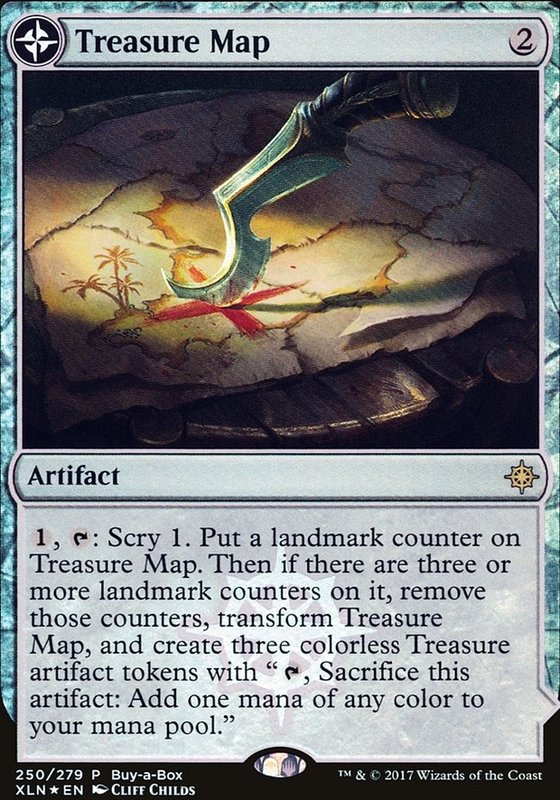 Treasure Map 2
Artifact
1, : Scry 1. Put a landmark counter on
Treasure Map. Then if there are three or
more landmark counters on it, remove
those counters, transform Treasure
Map, and create three colorless Treasure
artifact tokens with “ , Sacrifice this
artifact: Add one mana of any color to
your mana pool.”
250/279 P Buy-a-Box
XLN ★ EN Cliff Childs
™ & © 2017 Wizards of the Coast